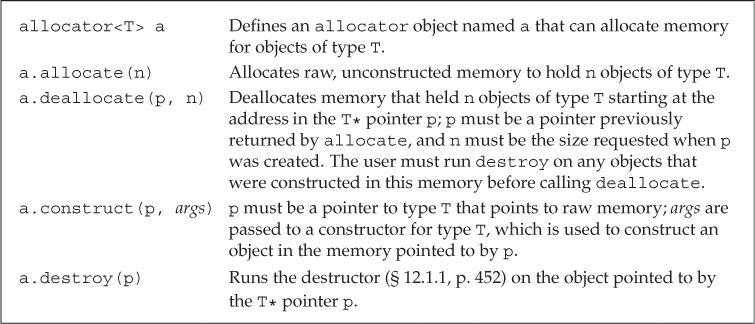 allocator<T> a Defines an allocator object named a that can allocate memory
for objects of type T.
a.allocate(n) Allocates raw, unconstructed memory to hold n objects of type T.
a.deallocate(p, n) Deallocates memory that held n objects of type T starting at the
address in the T* pointer p; p must be a pointer previously
returned by allocate, and n must be the size requested when p
was created. The user must run destroy on any objects that
were constructed in this memory before calling deallocate.
a.construct(p, args) p must be a pointer to type T that points to raw memory; args are
passed to a constructor for type T, which is used to construct an
object in the memory pointed to by p.
a.destroy(p) Runs the destructor (§ 12.1.1, p. 452) on the object pointed to by
the T* pointer p.